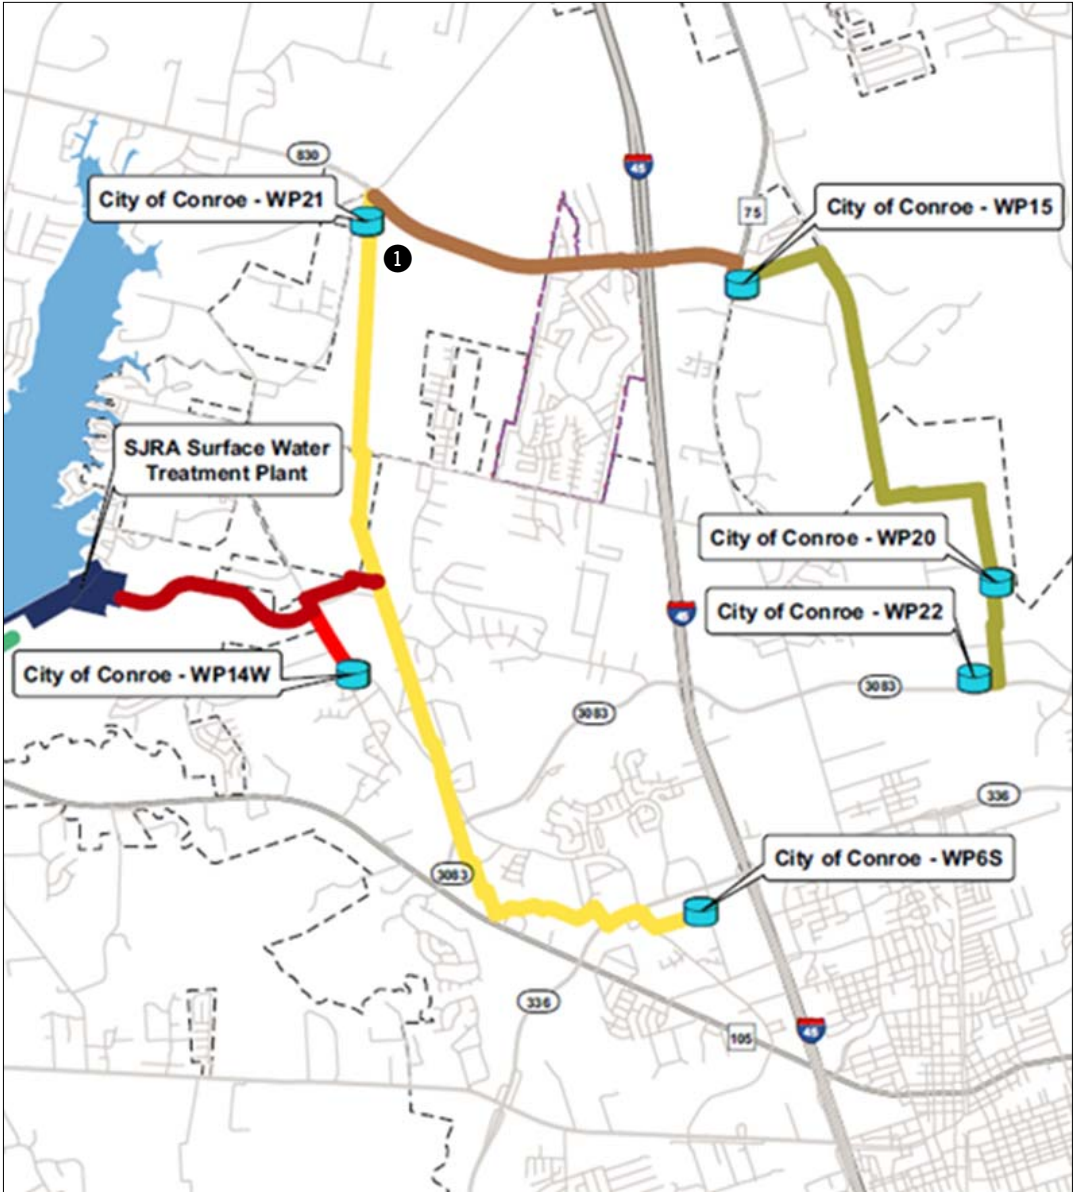 45
830
City of Conroe - WP21
75
City of Conroe - WP15
1
SJRA Surface Water
Treatment Plant
City of Conroe - WP20
City of Conroe - WP22
45
City of Conroe - WP14W
3083
3083
336
City of Conroe - WP6S
3083
336
45
105